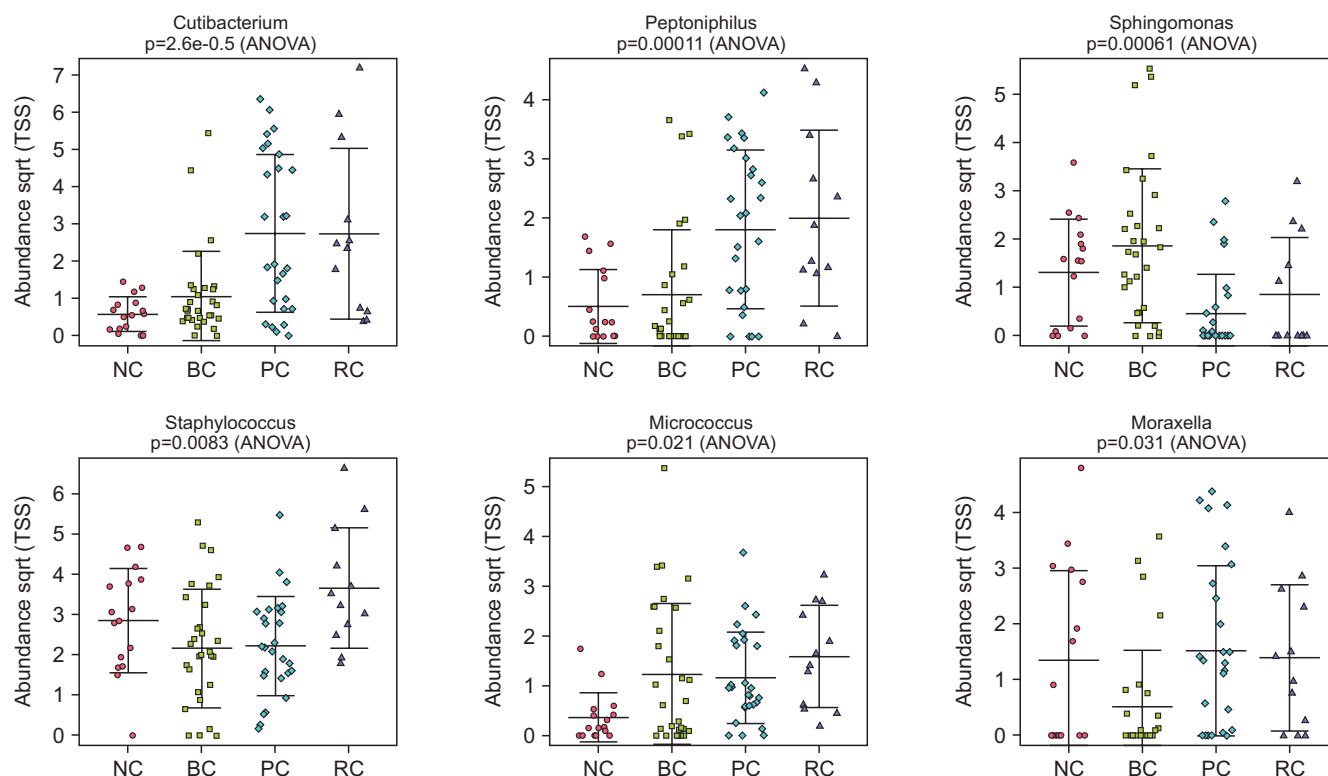 Cutibacterium
p=2.6e-0.5 (ANOVA)
Abundance sqrt (TSS)
7
6
5
4
3
2
1
0
NC BC PC RC
Peptoniphilus
p=0.00011 (ANOVA)
Abundance sqrt (TSS)
4
3
2
1
0
NC BC PC RC
Sphingomonas
p=0.00061 (ANOVA)
Abundance sqrt (TSS)
5
4
3
2
1
0
NC BC PC RC
Staphylococcus
p=0.0083 (ANOVA)
Abundance sqrt (TSS)
6
5
4
3
2
1
0
NC BC PC RC
Micrococcus
p=0.021 (ANOVA)
Abundance sqrt (TSS)
5
4
3
2
1
0
NC BC PC RC
Moraxella
p=0.031 (ANOVA)
Abundance sqrt (TSS)
4
3
2
1
0
NC BC PC RC